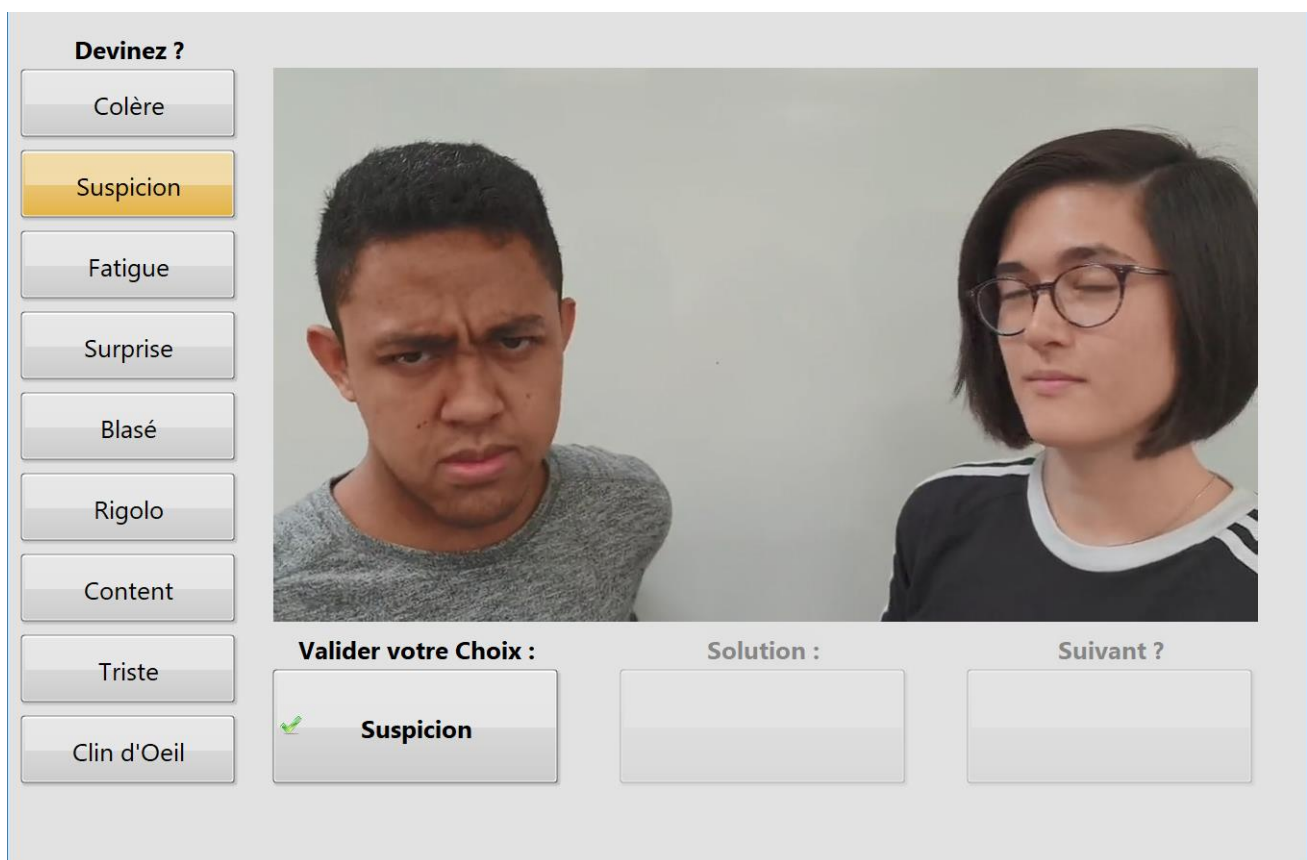 Devinez ?
Colère
Suspicion
Fatigue
Surprise
Blasé
Rigolo
Content
Triste
Clin d'Oeil
Valider votre Choix :
Suspicion
Solution :
Suivant ?